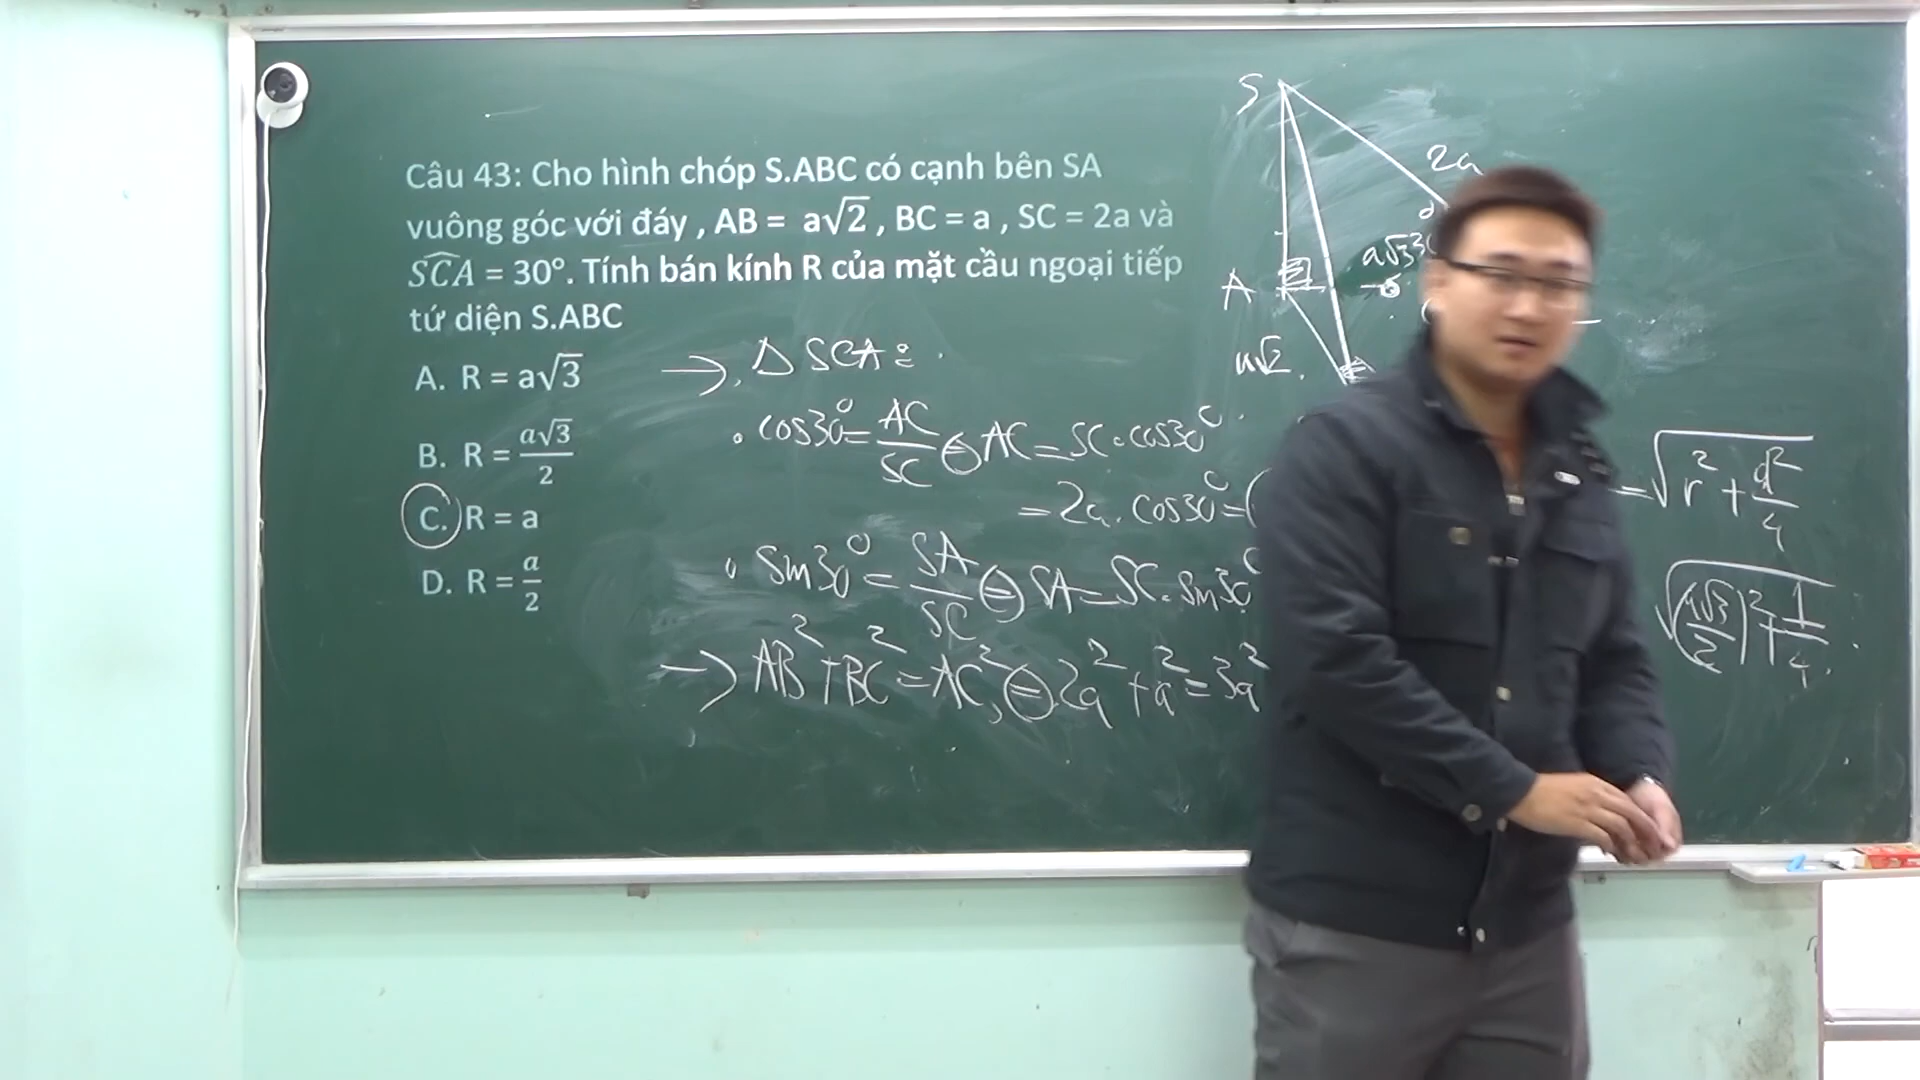 Câu 43: Cho hình chóp S.ABC có cạnh bên SA
vuông góc với đáy , AB = a√2 , BC = a , SC = 2a và
\widehat{SCA} = 30°. Tính bán kính R của mặt cầu ngoại tiếp
tứ diện S.ABC
A. R = a√3
B. R = a√3/2
C. R = a
D. R = a/2
→ Δ SCA :
cos30° = AC/SC ⇔ AC = SC . cos30°
= 2a . cos30° = (
sin30° = SA/SC ⇔ SA = SC . sin30°
→ AB² + BC² = AC² ⇔ 2a² + a² = 3a²
S
2a
a√3
A
a√2
= √(r² + d²/4)
√((a√3/2)² + 1/4)